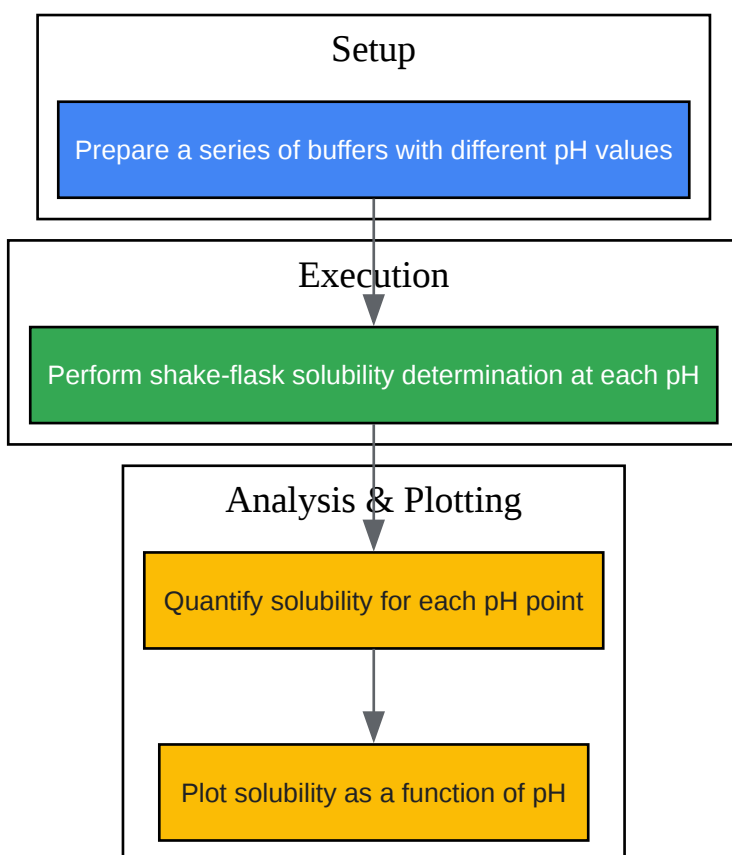 Setup
Prepare a series of buffers with different pH values
Execution
Perform shake-flask solubility determination at each pH
Analysis & Plotting
Quantify solubility for each pH point
Plot solubility as a function of pH